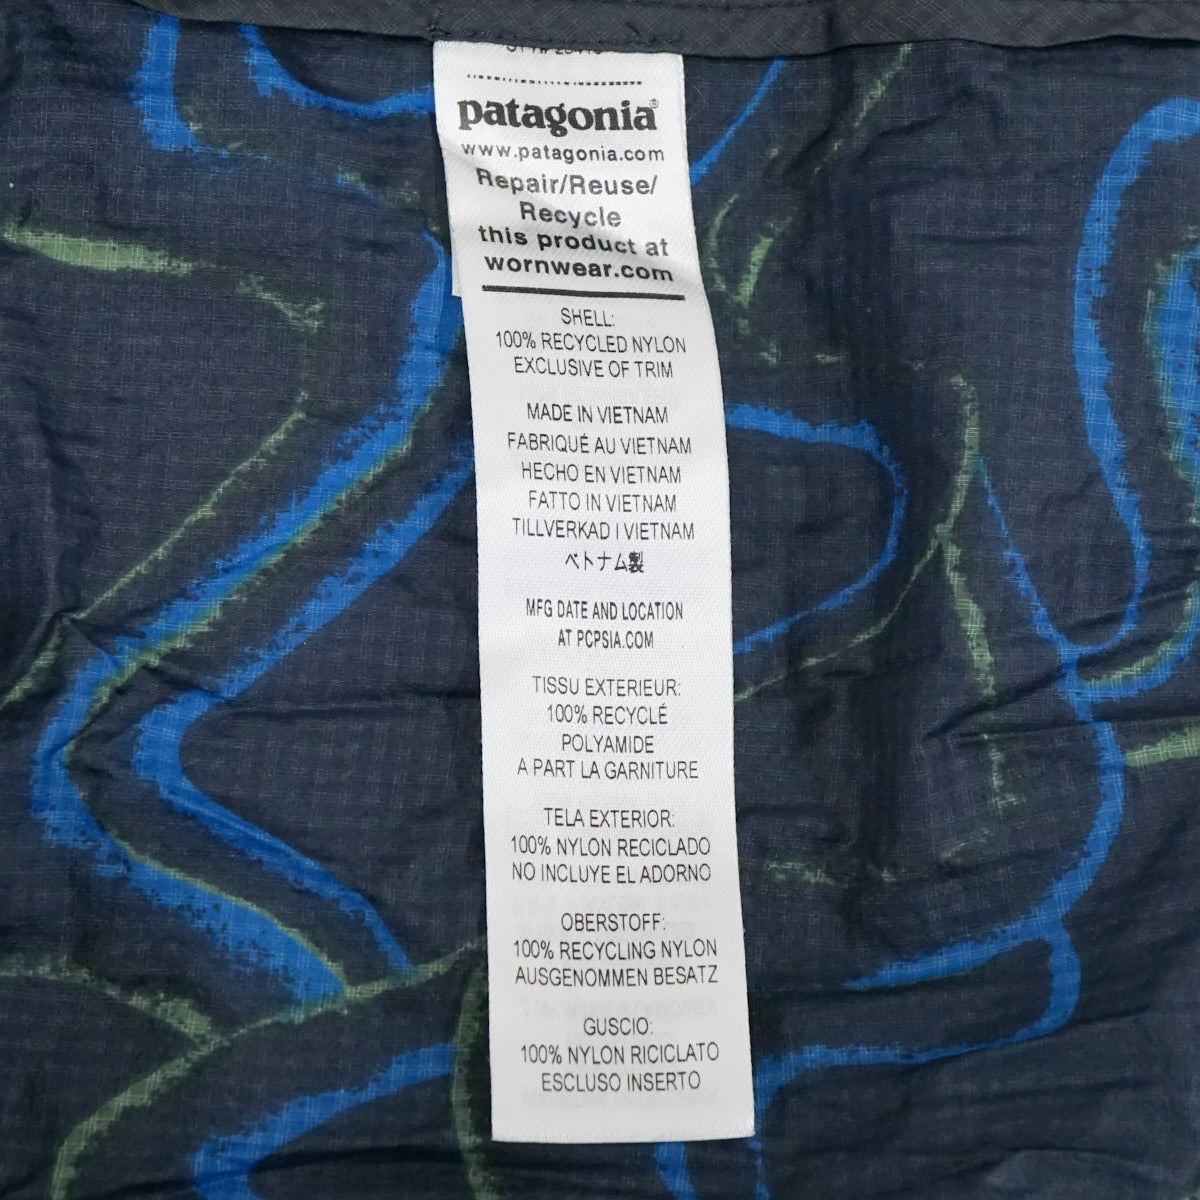 patagonia®
www.patagonia.com
Repair/Reuse/
Recycle
this product at
wornwear.com
SHELL:
100% RECYCLED NYLON
EXCLUSIVE OF TRIM
MADE IN VIETNAM
FABRIQUÉ AU VIETNAM
HECHO EN VIETNAM
FATTO IN VIETNAM
TILLVERKAD I VIETNAM
ベトナム製
MFG DATE AND LOCATION
AT PCPSIA.COM
TISSU EXTERIEUR:
100% RECYCLÉ
POLYAMIDE
A PART LA GARNITURE
TELA EXTERIOR:
100% NYLON RECICLADO
NO INCLUYE EL ADORNO
OBERSTOFF:
100% RECYCLING NYLON
AUSGENOMMEN BESATZ
GUSCIO:
100% NYLON RICICLATO
ESCLUSO INSERTO